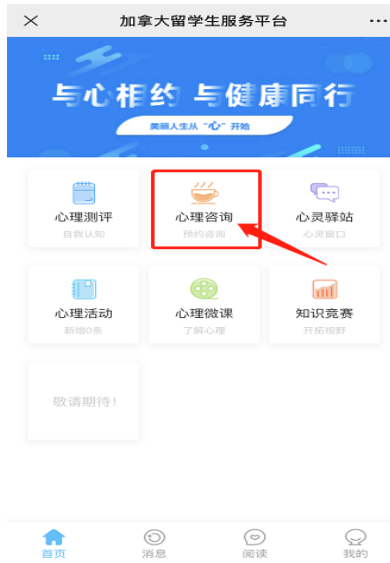 加拿大留学生服务平台
与心相约 与健康同行
美丽人生从“心”开始
心理测评
自我认知
心理咨询
预约咨询
心灵驿站
心灵窗口
心理活动
新增0条
心理微课
了解心理
知识竞赛
开拓视野
敬请期待！
首页
消息
阅读
我的